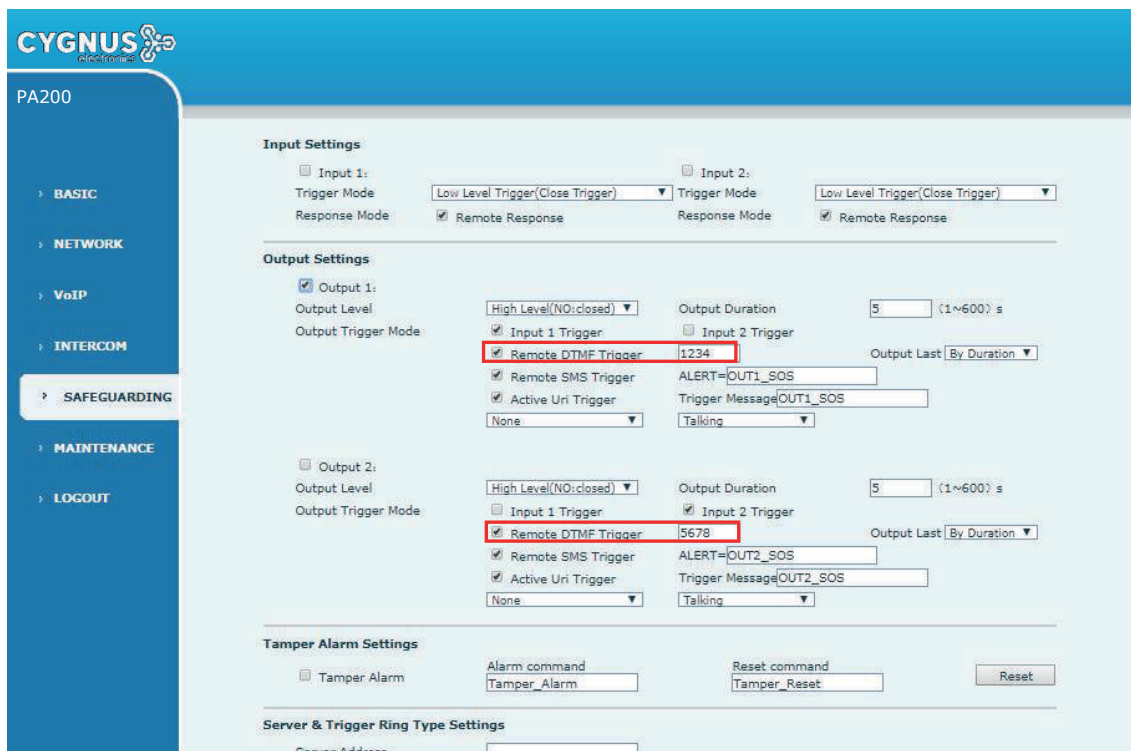 CYGNUS
electronics
PA200
› BASIC
› NETWORK
› VoIP
› INTERCOM
› SAFEGUARDING
› MAINTENANCE
› LOGOUT
Input Settings
Input 1: Input 2:
Trigger Mode Low Level Trigger(Close Trigger) ▼ Trigger Mode Low Level Trigger(Close Trigger) ▼
Response Mode Remote Response Response Mode Remote Response
Output Settings
Output 1:
Output Level High Level(NO:closed) ▼ Output Duration 5 (1~600) s
Output Trigger Mode Input 1 Trigger Input 2 Trigger
Remote DTMF Trigger 1234 Output Last By Duration ▼
Remote SMS Trigger ALERT=OUT1_SOS
Active Uri Trigger Trigger Message OUT1_SOS
None ▼ Talking ▼
Output 2:
Output Level High Level(NO:closed) ▼ Output Duration 5 (1~600) s
Output Trigger Mode Input 1 Trigger Input 2 Trigger
Remote DTMF Trigger 5678 Output Last By Duration ▼
Remote SMS Trigger ALERT=OUT2_SOS
Active Uri Trigger Trigger Message OUT2_SOS
None ▼ Talking ▼
Tamper Alarm Settings
Alarm command Reset command
Tamper Alarm Tamper_Alarm Tamper_Reset Reset
Server & Trigger Ring Type Settings
Server Address